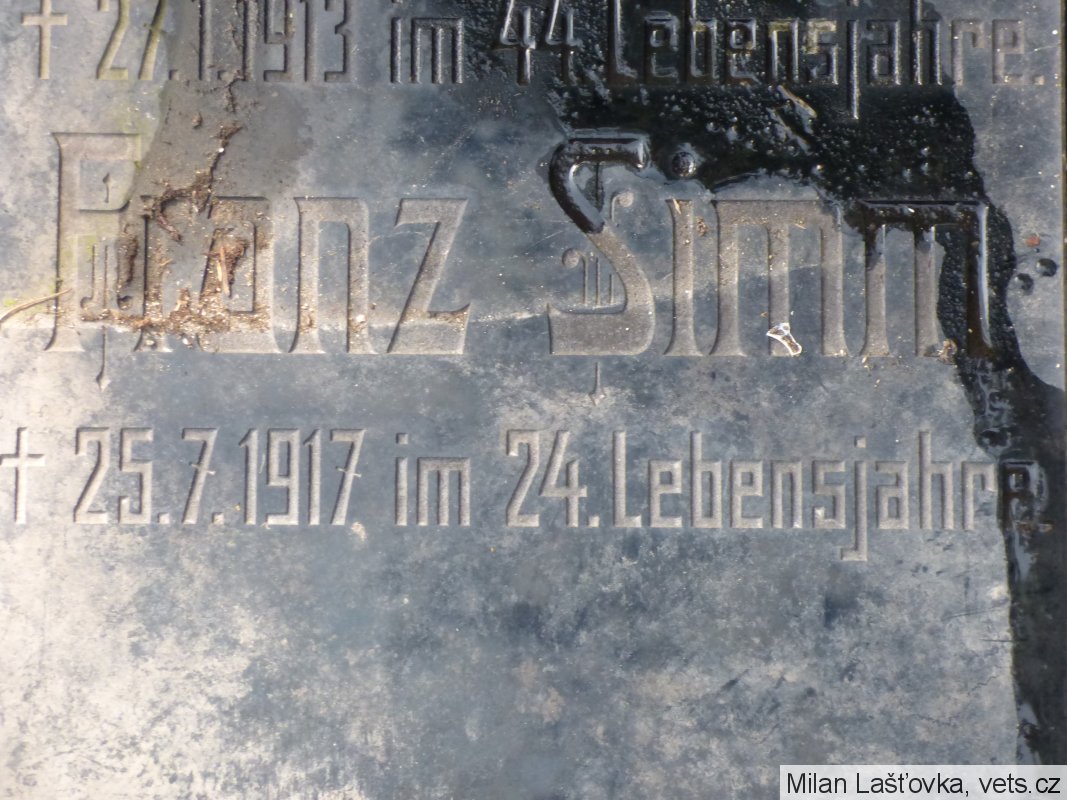 † 27.1.1913 im 44. Lebensjahre.
Franz Simm
† 25.7.1917 im 24. Lebensjahre.
Milan Lašťovka, vets.cz